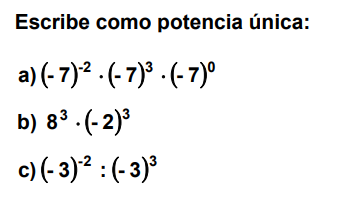 Escribe como potencia única:
a) (- 7)⁻² · (- 7)³ · (- 7)⁰
b) 8³ · (- 2)³
c) (- 3)⁻² : (- 3)³